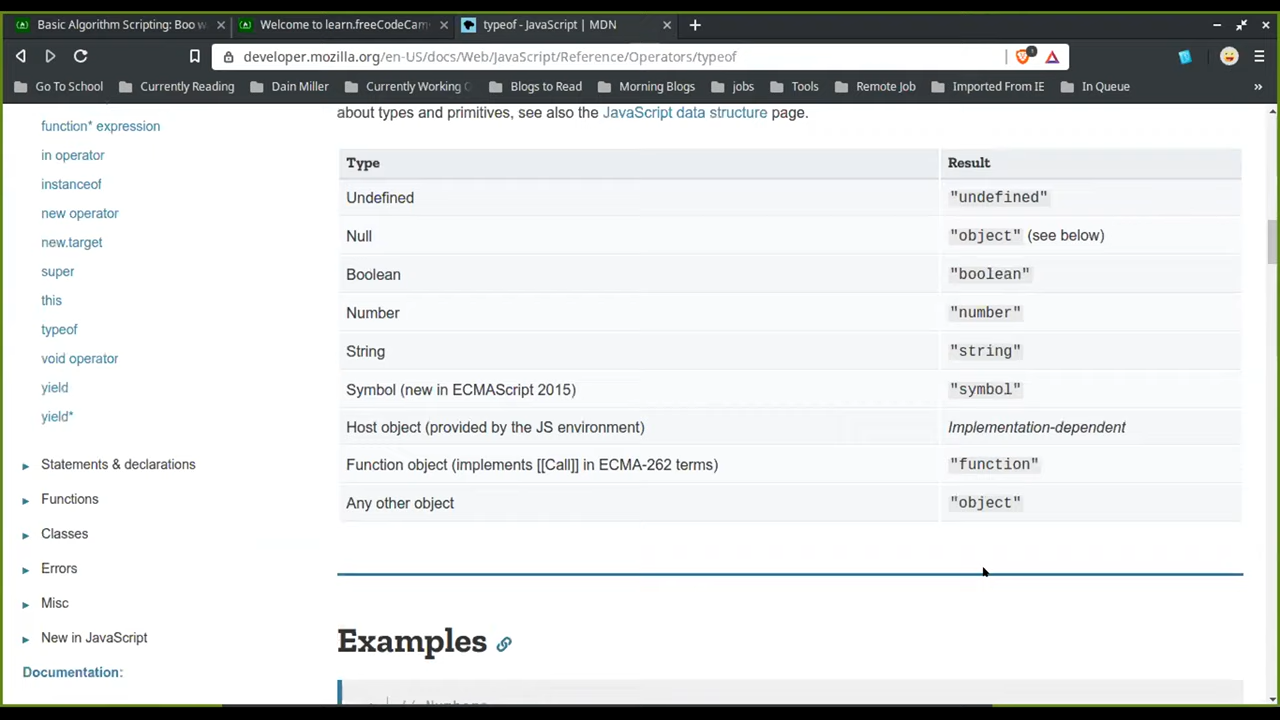 Basic Algorithm Scripting: Boo w
Welcome to learn.freeCodeCam
typeof - JavaScript | MDN
developer.mozilla.org/en-US/docs/Web/JavaScript/Reference/Operators/typeof
Go To School
Currently Reading
Dain Miller
Currently Working
Blogs to Read
Morning Blogs
jobs
Tools
Remote Job
Imported From IE
In Queue
function* expression
in operator
instanceof
new operator
new.target
super
this
typeof
void operator
yield
yield*
Statements & declarations
Functions
Classes
Errors
Misc
New in JavaScript
Documentation:
about types and primitives, see also the JavaScript data structure page.
Type Result
Undefined "undefined"
Null "object" (see below)
Boolean "boolean"
Number "number"
String "string"
Symbol (new in ECMAScript 2015) "symbol"
Host object (provided by the JS environment) Implementation-dependent
Function object (implements [[Call]] in ECMA-262 terms) "function"
Any other object "object"
Examples
// Numbers